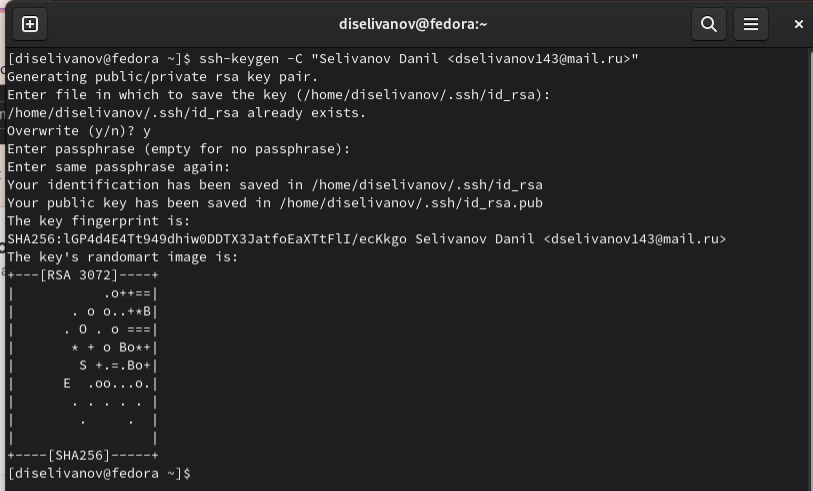 diselivanov@fedora:~
[diselivanov@fedora ~]$ ssh-keygen -C "Selivanov Danil <dselivanov143@mail.ru>"
Generating public/private rsa key pair.
Enter file in which to save the key (/home/diselivanov/.ssh/id_rsa):
/home/diselivanov/.ssh/id_rsa already exists.
Overwrite (y/n)? y
Enter passphrase (empty for no passphrase):
Enter same passphrase again:
Your identification has been saved in /home/diselivanov/.ssh/id_rsa
Your public key has been saved in /home/diselivanov/.ssh/id_rsa.pub
The key fingerprint is:
SHA256:lGP4d4E4Tt949dhiw0DDTX3JatfoEaXTtFlI/ecKkgo Selivanov Danil <dselivanov143@mail.ru>
The key's randomart image is:
+---[RSA 3072]----+
|           .o++==|
|       . o o..+*B|
|      . O . o ===|
|       * + o Bo*+|
|        S +.=.Bo+|
|      E  .oo...o.|
|       . . . . . |
|        .     .  |
|                 |
+----[SHA256]-----+
[diselivanov@fedora ~]$